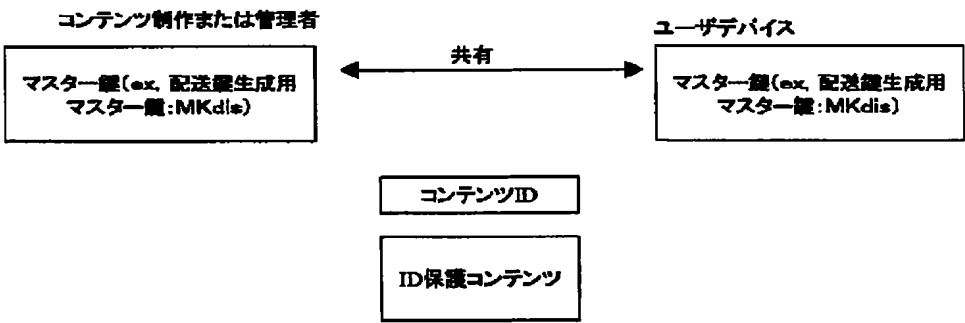 コンテンツ制作または管理者
ユーザデバイス
共有
マスター鍵(ex, 配送鍵生成用
マスター鍵:MKdis)
マスター鍵(ex, 配送鍵生成用
マスター鍵:MKdis)
コンテンツID
ID保護コンテンツ